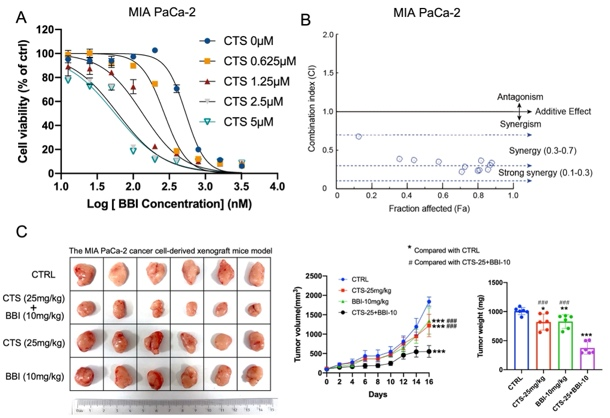 A
MIA PaCa-2
Cell viability (% of ctrl)
120
100
80
60
40
20
0
1.0 1.5 2.0 2.5 3.0 3.5 4.0
Log [ BBI Concentration] (nM)
CTS 0μM
CTS 0.625μM
CTS 1.25μM
CTS 2.5μM
CTS 5μM
B
MIA PaCa-2
Combination index (CI)
2.0
1.5
1.0
0.5
0
0.2 0.4 0.6 0.8 1.0
Fraction affected (Fa)
Antagonism
Additive Effect
Synergism
Synergy (0.3-0.7)
Strong synergy (0.1-0.3)
C
The MIA PaCa-2 cancer cell-derived xenograft mice model
CTRL
CTS (25mg/kg)
+
BBI (10mg/kg)
CTS (25mg/kg)
BBI (10mg/kg)
* Compared with CTRL
# Compared with CTS-25+BBI-10
Tumor volume(mm³)
2500
2000
1500
1000
500
0
0 2 4 6 8 10 12 14 16
Days
CTRL
CTS-25mg/kg
BBI-10mg/kg
CTS-25+BBI-10
*** ###
*** ###
***
Tumor weight(mg)
1500
1000
500
0
###
*
###
**
***
CTRL
CTS-25mg/kg
BBI-10mg/kg
CTS-25+BBI-10